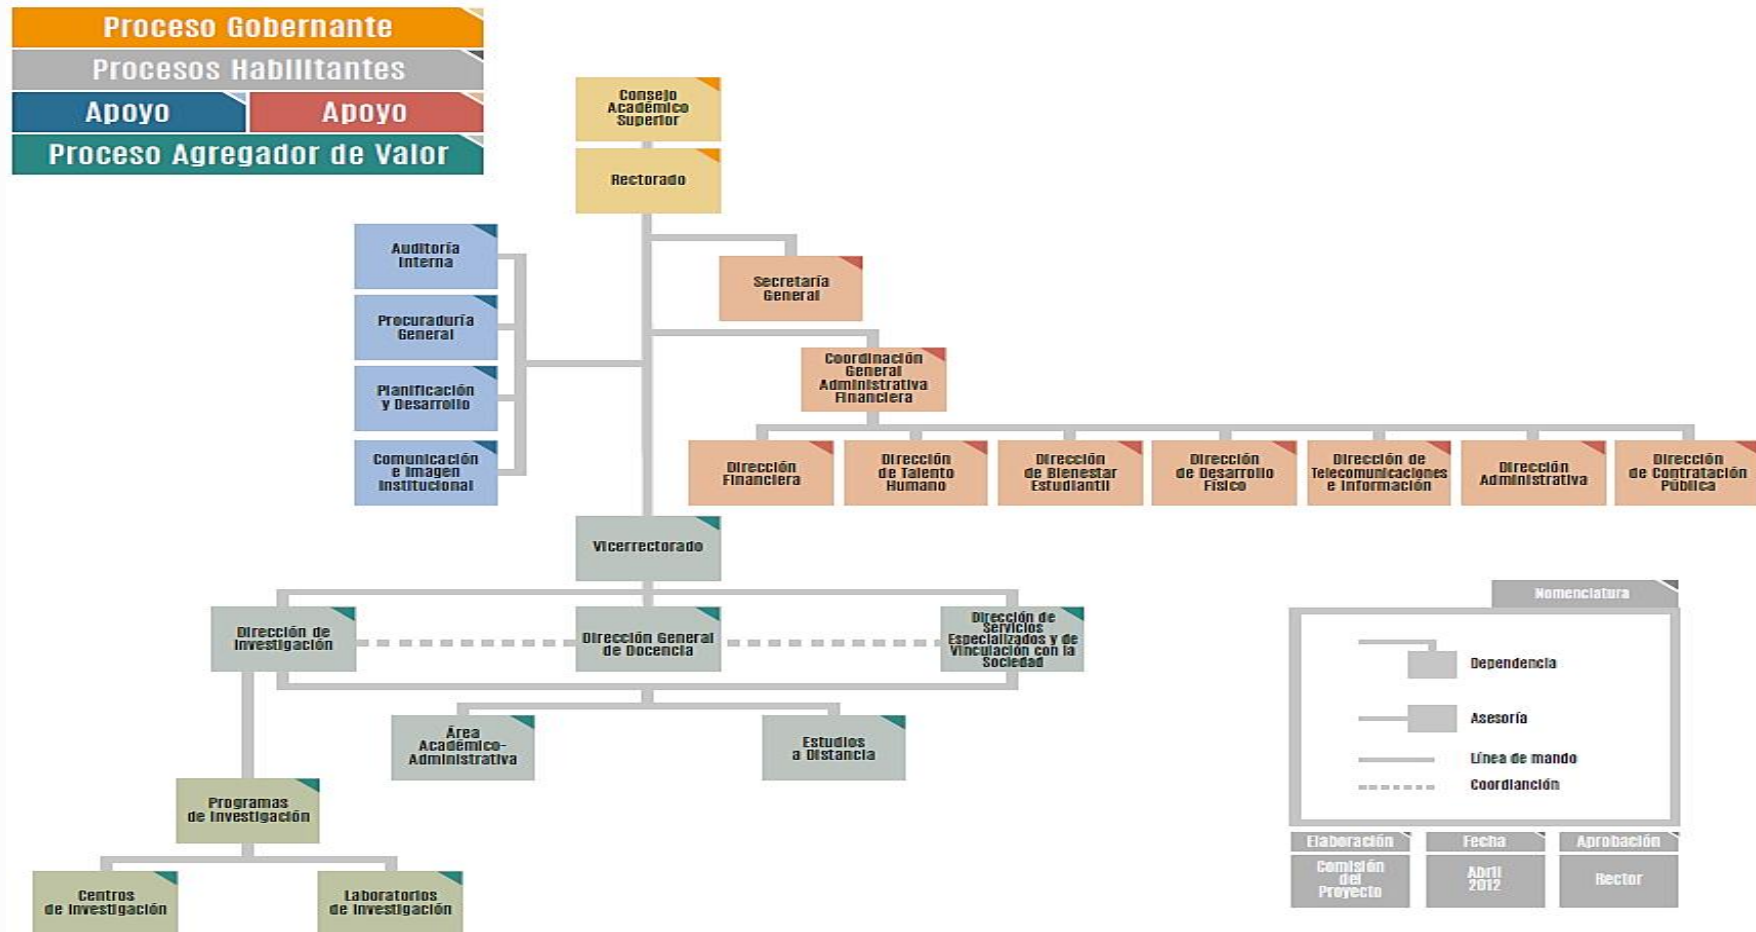 Proceso Gobernante
Procesos Habilitantes
Apoyo
Apoyo
Proceso Agregador de Valor
Consejo
Académico
Superior
Rectorado
Auditoría
Interna
Secretaría
General
Procuraduría
General
Coordinación
General
Administrativa
Financiera
Planificación
y Desarrollo
Comunicación
e Imagen
Institucional
Dirección
Financiera
Dirección
de Talento
Humano
Dirección
de Bienestar
Estudiantil
Dirección
de Desarrollo
Físico
Dirección de
Telecomunicaciones
e Información
Dirección
Administrativa
Dirección
de Contratación
Pública
Vicerrectorado
Dirección de
Investigación
Dirección General
de Docencia
Dirección de
Servicios
Especializados y de
Vinculación con la
Sociedad
Área
Académico-
Administrativa
Estudios
a Distancia
Programas
de Investigación
Centros
de Investigación
Laboratorios
de Investigación
Nomenclatura
Dependencia
Asesoría
Línea de mando
Coordianción
Elaboración
Fecha
Aprobación
Comisión
del
Proyecto
Abril
2012
Rector